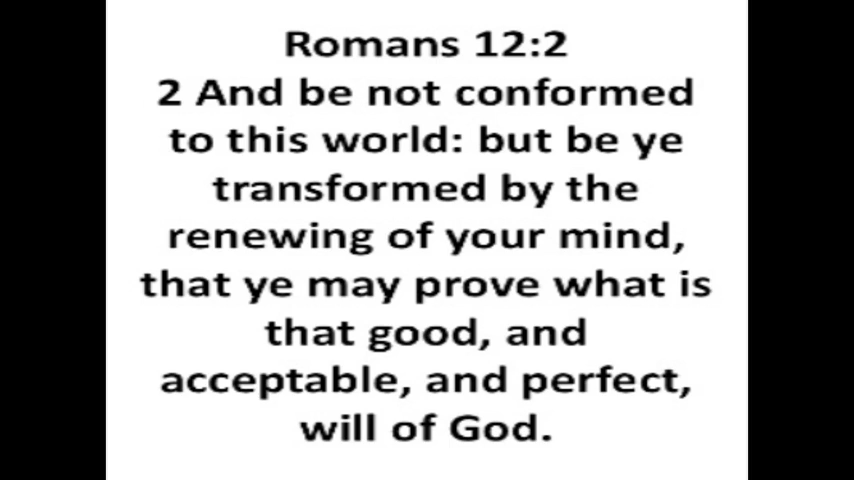 Romans 12:2
2 And be not conformed
to this world: but be ye
transformed by the
renewing of your mind,
that ye may prove what is
that good, and
acceptable, and perfect,
will of God.